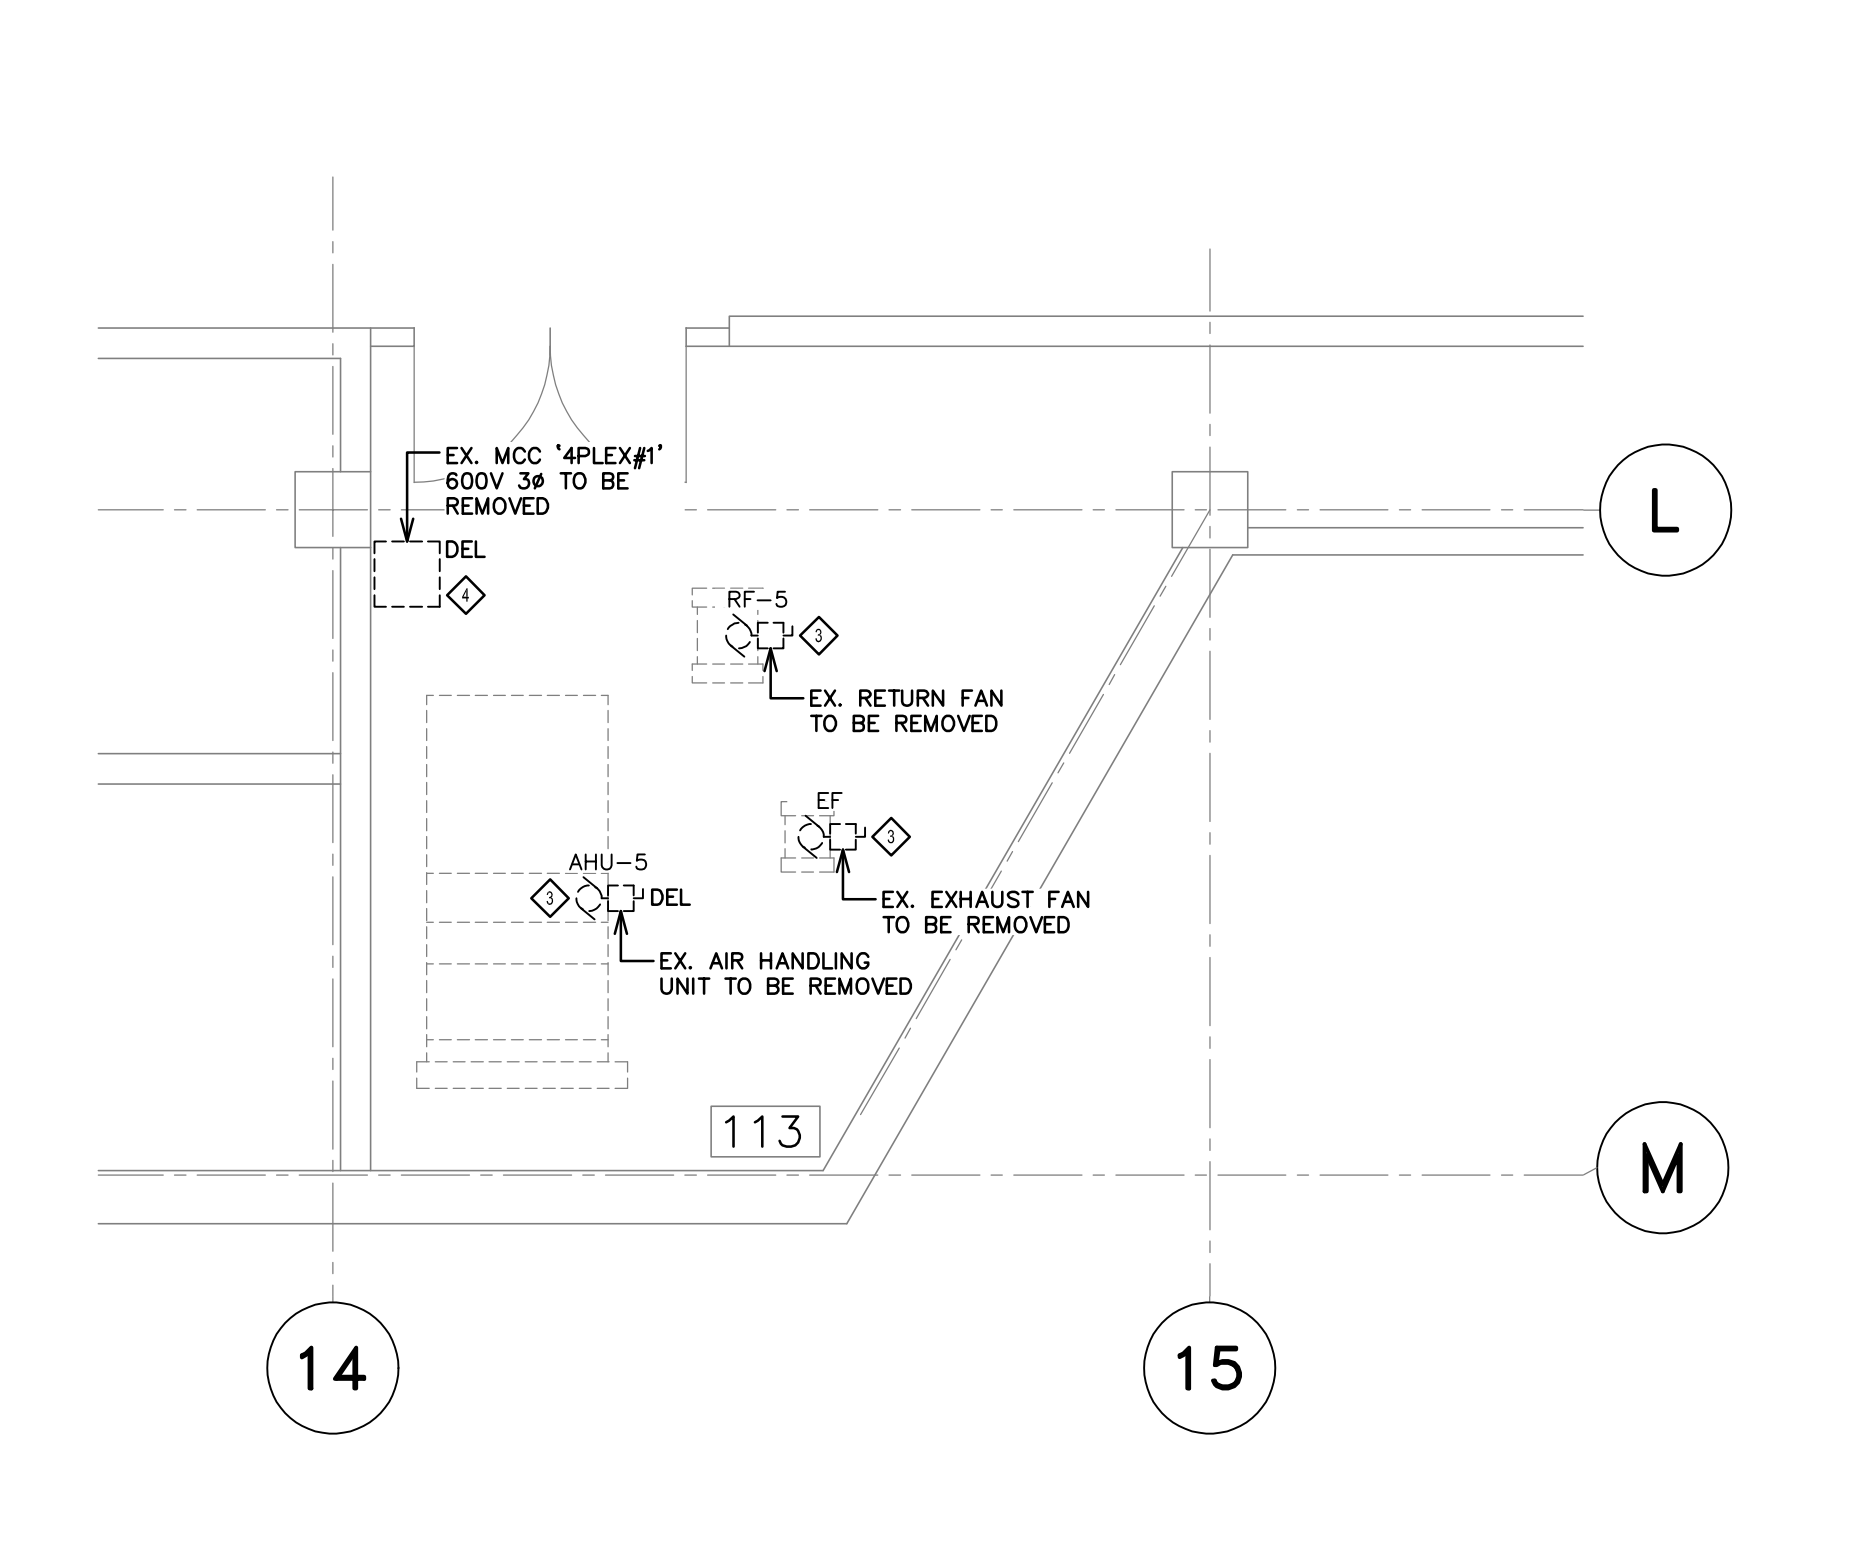 EX. MCC '4PLEX#1'
600V 3ø TO BE
REMOVED
DEL
4
L
RF-5
3
EX. RETURN FAN
TO BE REMOVED
EF
3
AHU-5
3
DEL
EX. EXHAUST FAN
TO BE REMOVED
EX. AIR HANDLING
UNIT TO BE REMOVED
113
M
14
15